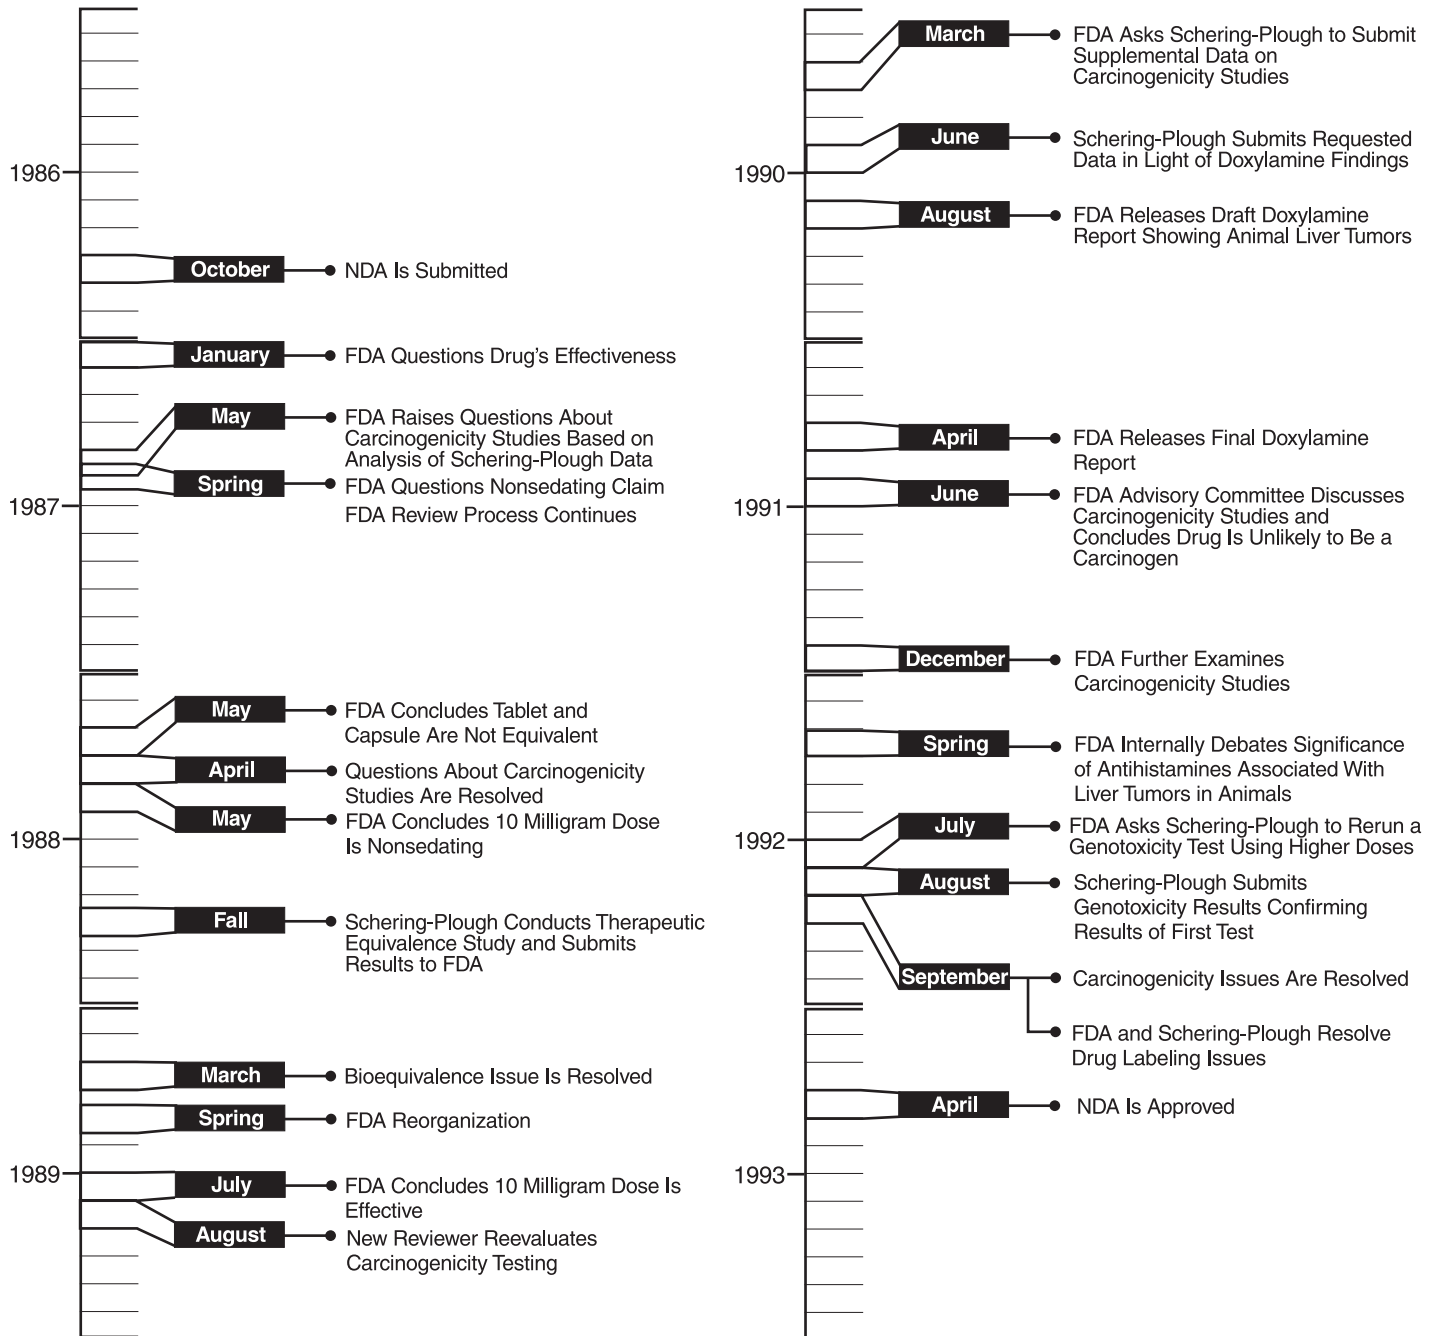 1986
October
NDA Is Submitted
January
FDA Questions Drug's Effectiveness
May
FDA Raises Questions About
Carcinogenicity Studies Based on
Analysis of Schering-Plough Data
Spring
FDA Questions Nonsedating Claim
1987
FDA Review Process Continues
May
FDA Concludes Tablet and
Capsule Are Not Equivalent
April
Questions About Carcinogenicity
Studies Are Resolved
May
FDA Concludes 10 Milligram Dose
Is Nonsedating
1988
Fall
Schering-Plough Conducts Therapeutic
Equivalence Study and Submits
Results to FDA
March
Bioequivalence Issue Is Resolved
Spring
FDA Reorganization
1989
July
FDA Concludes 10 Milligram Dose Is
Effective
August
New Reviewer Reevaluates
Carcinogenicity Testing
March
FDA Asks Schering-Plough to Submit
Supplemental Data on
Carcinogenicity Studies
June
Schering-Plough Submits Requested
Data in Light of Doxylamine Findings
1990
August
FDA Releases Draft Doxylamine
Report Showing Animal Liver Tumors
April
FDA Releases Final Doxylamine
Report
June
FDA Advisory Committee Discusses
Carcinogenicity Studies and
Concludes Drug Is Unlikely to Be a
Carcinogen
1991
December
FDA Further Examines
Carcinogenicity Studies
Spring
FDA Internally Debates Significance
of Antihistamines Associated With
Liver Tumors in Animals
July
FDA Asks Schering-Plough to Rerun a
Genotoxicity Test Using Higher Doses
1992
August
Schering-Plough Submits
Genotoxicity Results Confirming
Results of First Test
September
Carcinogenicity Issues Are Resolved
FDA and Schering-Plough Resolve
Drug Labeling Issues
April
NDA Is Approved
1993